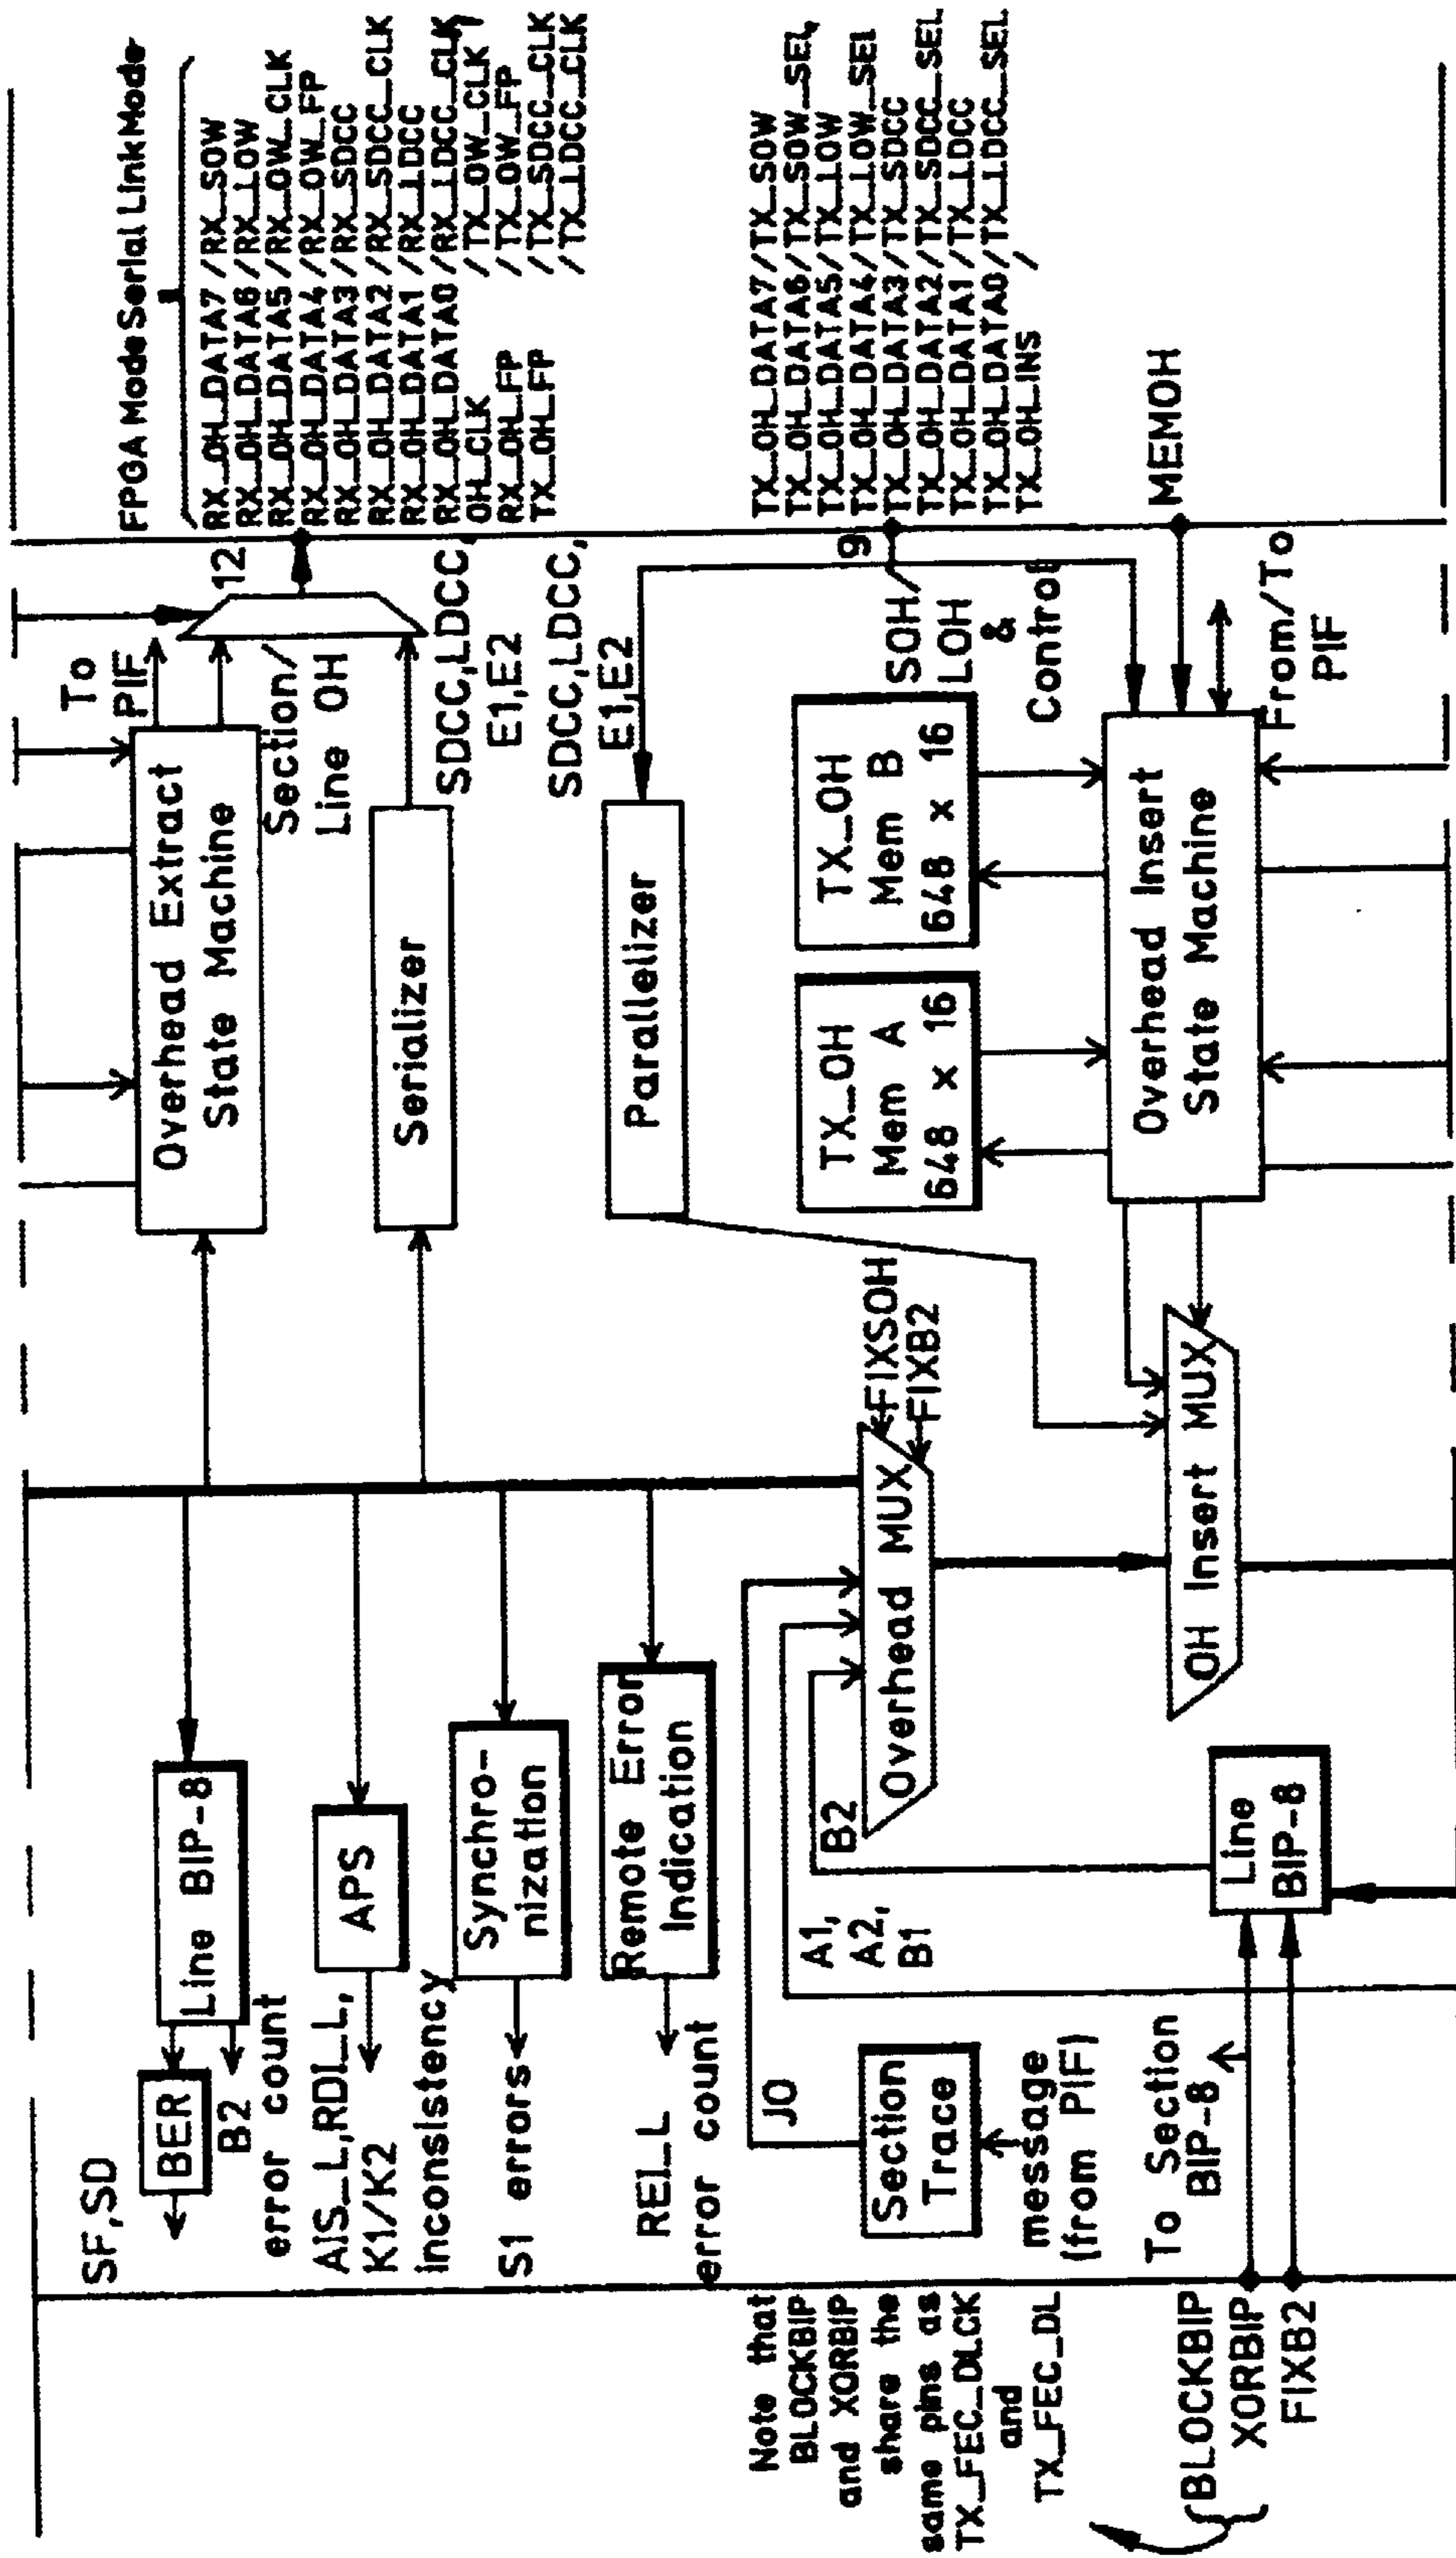 FPGA Mode Serial Link Mode
RX_OH_DATA7/RX_SOW
RX_OH_DATA6/RX_LOW
RX_OH_DATA5/RX_OW_CLK
RX_OH_DATA4/RX_OW_FP
RX_OH_DATA3/RX_SDCC
RX_OH_DATA2/RX_SDCC_CLK
RX_OH_DATA1/RX_LDCC
RX_OH_DATA0/RX_LDCC_CLK
OH_CLK /TX_OW_CLK
RX_OH_FP /TX_OW_FP
TX_OH_FP /TX_SDCC_CLK
/TX_LDCC_CLK
TX_OH_DATA7/TX_SOW
TX_OH_DATA6/TX_SOW_SEL
TX_OH_DATA5/TX_LOW
TX_OH_DATA4/TX_LOW_SEL
TX_OH_DATA3/TX_SDCC
TX_OH_DATA2/TX_SDCC_SEL
TX_OH_DATA1/TX_LDCC
TX_OH_DATA0/TX_LDCC_SEL
TX_OH_INS /
MEMOH
12
To
PIF
Overhead Extract
State Machine
Section/
Line OH
Serializer
SDCC,LDCC,
E1,E2
SDCC,LDCC,
E1,E2
Parallelizer
9
SOH/
LOH
&
Control
TX_OH
Mem B
648 x 16
TX_OH
Mem A
648 x 16
Overhead Insert
State Machine
From/To
PIF
SF,SD
BER
Line BIP-8
B2
error count
APS
AIS_L,RDI_L,
K1/K2
inconsistency
Synchro-
nization
S1 errors
Remote Error
Indication
REI_L
error count
FIXSOH
FIXB2
Overhead MUX
OH Insert MUX
J0
A1,
A2,
B1
B2
Section
Trace
message
(from PIF)
Line
BIP-8
To Section
BIP-8
Note that
BLOCKBIP
and XORBIP
share the
same pins as
TX_FEC_DLCK
and
TX_FEC_DL
BLOCKBIP
XORBIP
FIXB2